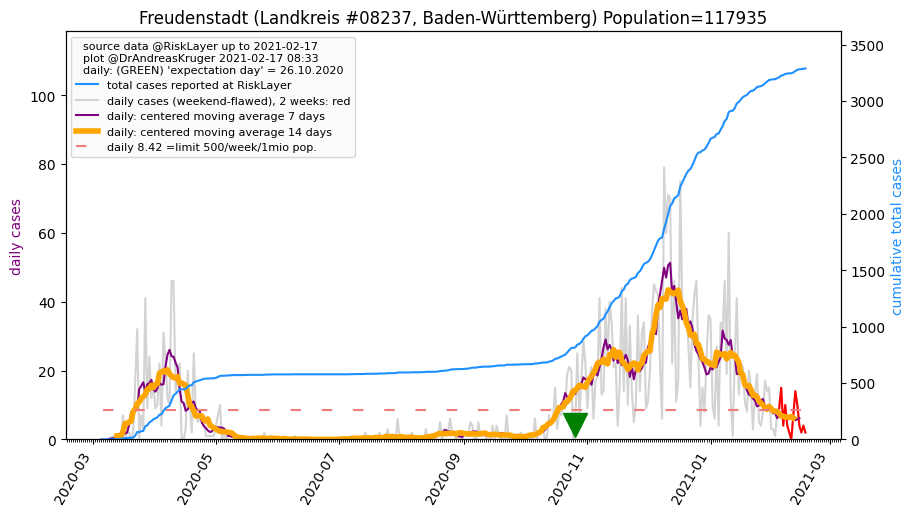 Freudenstadt (Landkreis #08237, Baden-Württemberg) Population=117935
source data @RiskLayer up to 2021-02-17
plot @DrAndreasKruger 2021-02-17 08:33
daily: (GREEN) 'expectation day' = 26.10.2020
total cases reported at RiskLayer
daily cases (weekend-flawed), 2 weeks: red
daily: centered moving average 7 days
daily: centered moving average 14 days
daily 8.42 =limit 500/week/1mio pop.
daily cases
100
80
60
40
20
0
3500
3000
2500
2000
1500
1000
500
0
cumulative total cases
2020-03
2020-05
2020-07
2020-09
2020-11
2021-01
2021-03